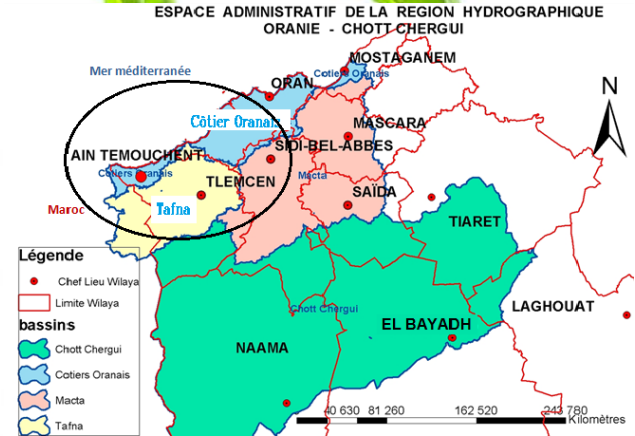 ESPACE ADMINISTRATIF DE LA REGION HYDROGRAPHIQUE
ORANIE - CHOTT CHERGUI
Mer méditerranée
MOSTAGANEM
Cotiers Oranais
ORAN
Côtier Oranais
MASCARA
AIN TEMOUCHENT
SIDI-BEL-ABBES
Cotiers Oranais
Macta
TLEMCEN
SAÏDA
Maroc
Tafna
TIARET
N
Légende
Chef Lieu Wilaya
Limite Wilaya
bassins
Chott Chergui
Cotiers Oranais
Macta
Tafna
Chott Chergui
LAGHOUAT
EL BAYADH
NAAMA
40 630 81 260 162 520 243 780
Kilomètres